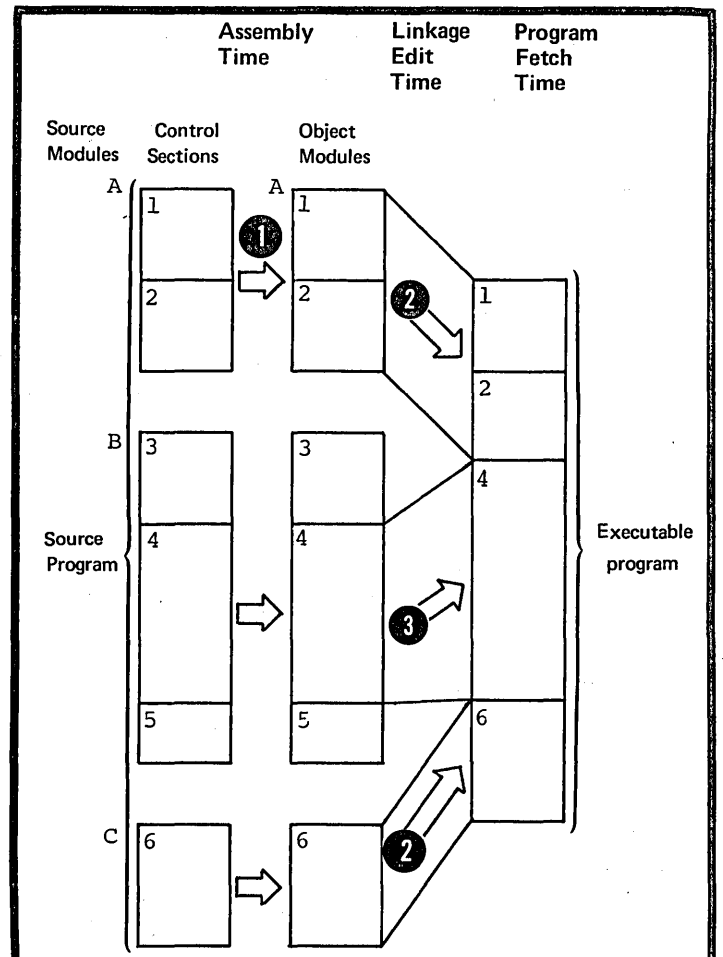 Assembly Time
Linkage Edit Time
Program Fetch Time
Source Modules
Control Sections
Object Modules
A
1
2
1
A
1
2
2
1
2
B
3
4
5
3
4
5
3
4
6
Source Program
Executable program
C
6
6
2